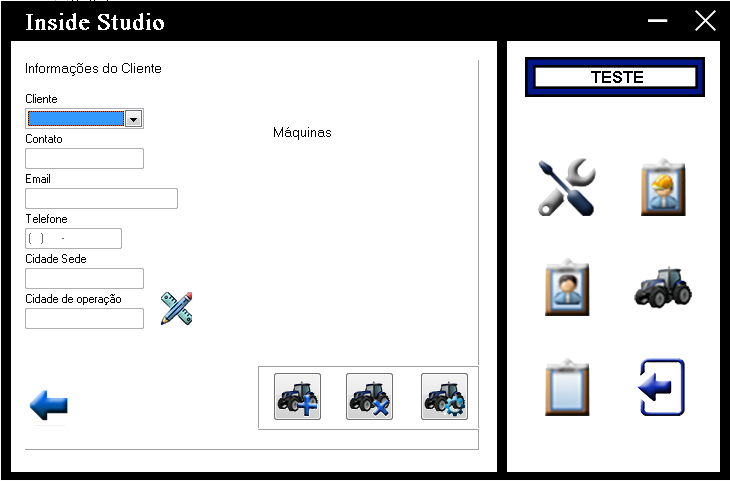 Inside Studio
Informações do Cliente
Cliente
Contato
Email
Telefone
( )   -
Cidade Sede
Cidade de operação
Máquinas
TESTE